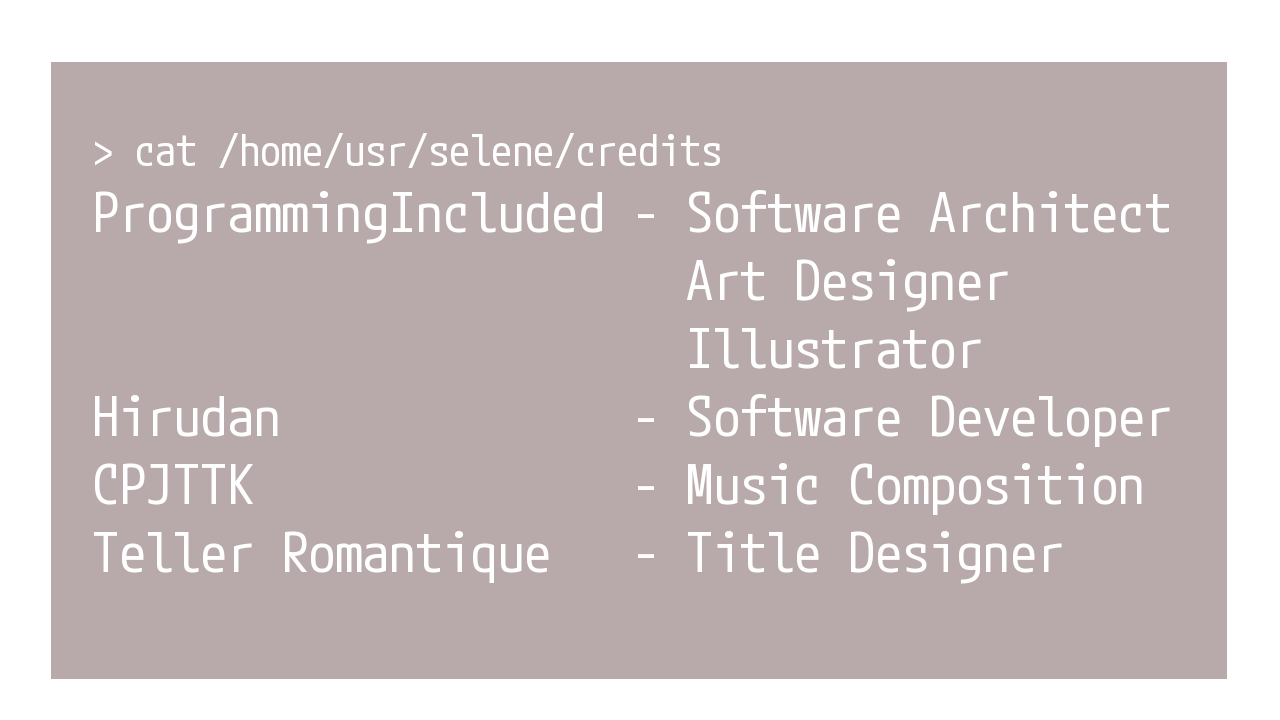 > cat /home/usr/selene/credits
ProgrammingIncluded - Software Architect
Art Designer
Illustrator
Hirudan - Software Developer
CPJTTK - Music Composition
Teller Romantique - Title Designer